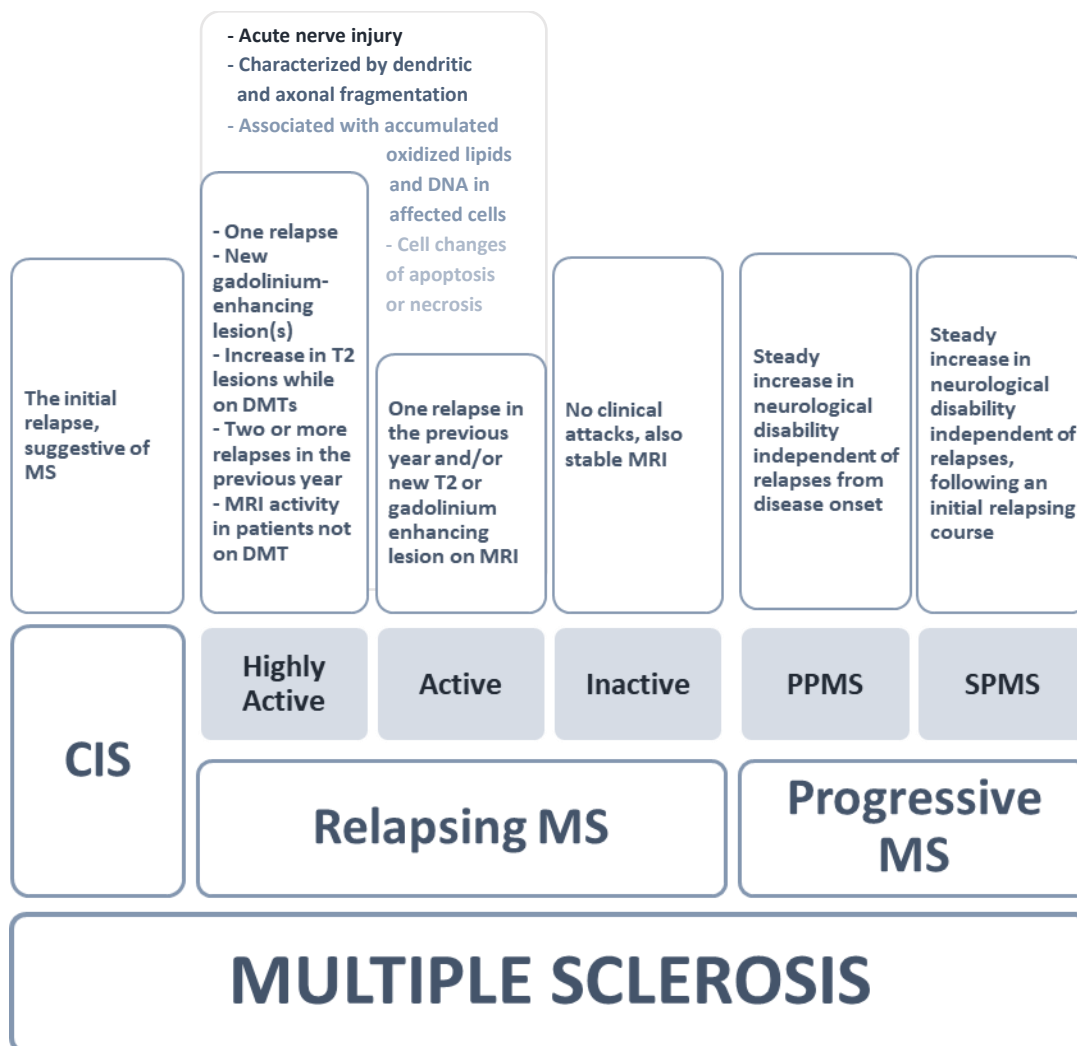 - Acute nerve injury
- Characterized by dendritic
and axonal fragmentation
- Associated with accumulated
oxidized lipids
and DNA in
affected cells
- Cell changes
of apoptosis
or necrosis
The initial
relapse,
suggestive of
MS
- One relapse
- New
gadolinium-
enhancing
lesion(s)
- Increase in T2
lesions while
on DMTs
- Two or more
relapses in the
previous year
- MRI activity
in patients not
on DMT
One relapse in
the previous
year and/or
new T2 or
gadolinium
enhancing
lesion on MRI
No clinical
attacks, also
stable MRI
Steady
increase in
neurological
disability
independent of
relapses from
disease onset
Steady
increase in
neurological
disability
independent of
relapses,
following an
initial relapsing
course
CIS
Highly
Active
Active
Inactive
PPMS
SPMS
Relapsing MS
Progressive
MS
MULTIPLE SCLEROSIS